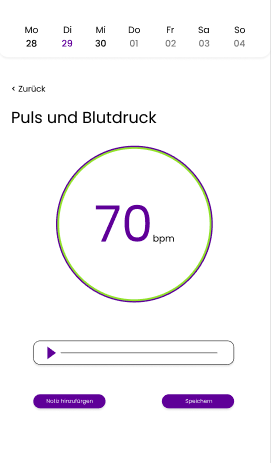 Mo Di Mi Do Fr Sa So
28 29 30 01 02 03 04
< Zurück
Puls und Blutdruck
70 bpm
Notiz hinzufürgen Speichern